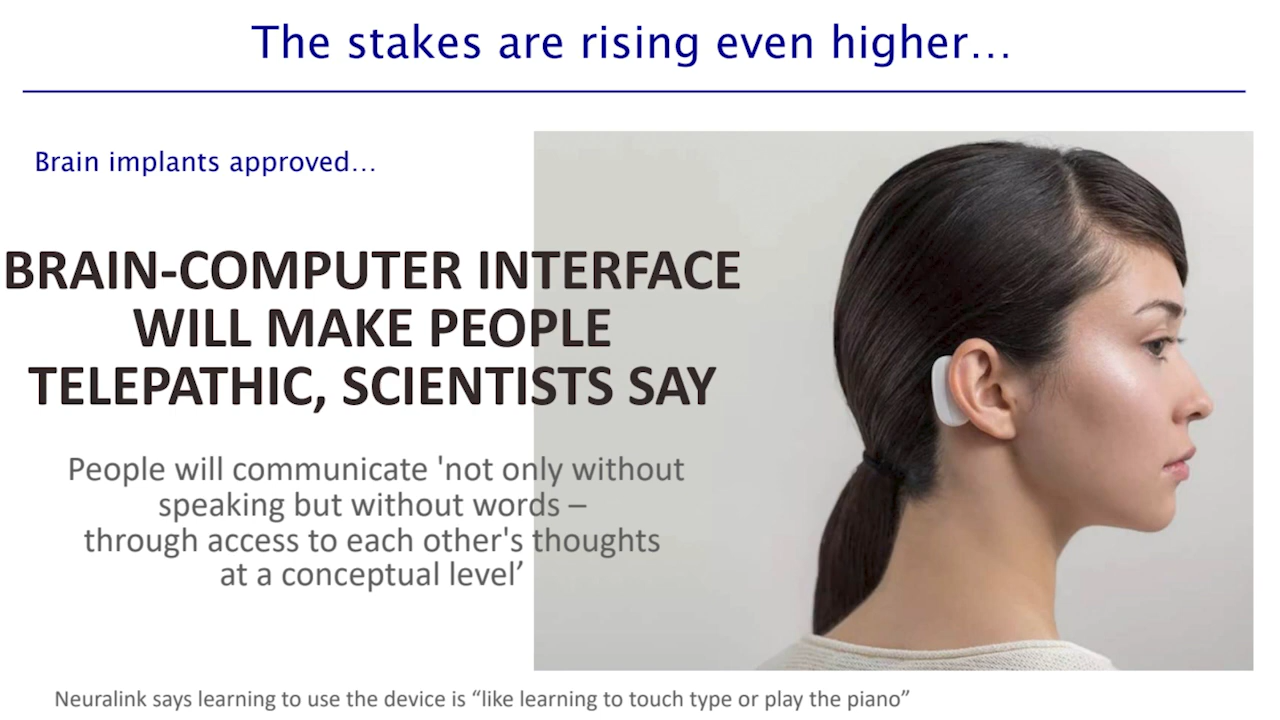 The stakes are rising even higher…
Brain implants approved…
BRAIN-COMPUTER INTERFACE
WILL MAKE PEOPLE
TELEPATHIC, SCIENTISTS SAY
People will communicate 'not only without
speaking but without words –
through access to each other's thoughts
at a conceptual level’
Neuralink says learning to use the device is “like learning to touch type or play the piano”